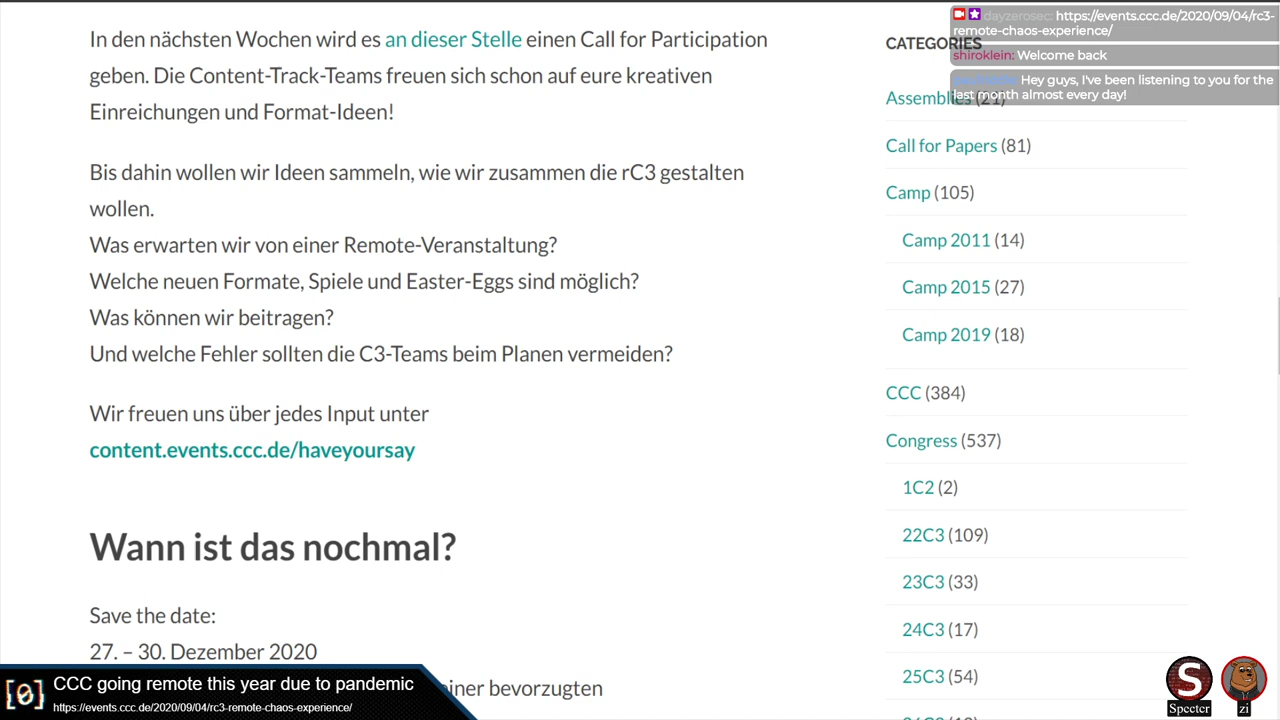 In den nächsten Wochen wird es an dieser Stelle einen Call for Participation
geben. Die Content-Track-Teams freuen sich schon auf eure kreativen
Einreichungen und Format-Ideen!
Bis dahin wollen wir Ideen sammeln, wie wir zusammen die rC3 gestalten
wollen.
Was erwarten wir von einer Remote-Veranstaltung?
Welche neuen Formate, Spiele und Easter-Eggs sind möglich?
Was können wir beitragen?
Und welche Fehler sollten die C3-Teams beim Planen vermeiden?
Wir freuen uns über jedes Input unter
content.events.ccc.de/haveyoursay
Wann ist das nochmal?
Save the date:
27. – 30. Dezember 2020
einer bevorzugten
dayzerosec: https://events.ccc.de/2020/09/04/rc3-
remote-chaos-experience/
shiroklein: Welcome back
Hey guys, I've been listening to you for the
last month almost every day!
CATEGORIES
Assemblies (21)
Call for Papers (81)
Camp (105)
Camp 2011 (14)
Camp 2015 (27)
Camp 2019 (18)
CCC (384)
Congress (537)
1C2 (2)
22C3 (109)
23C3 (33)
24C3 (17)
25C3 (54)
[0]
CCC going remote this year due to pandemic
https://events.ccc.de/2020/09/04/rc3-remote-chaos-experience/
S
Specter
zi